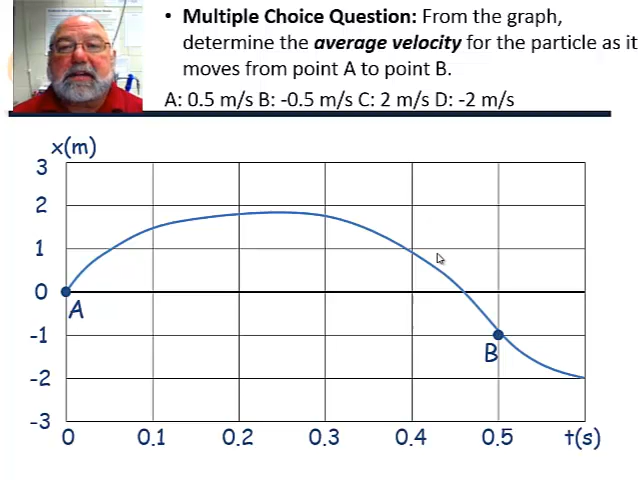 • Multiple Choice Question: From the graph,
determine the average velocity for the particle as it
moves from point A to point B.
A: 0.5 m/s B: -0.5 m/s C: 2 m/s D: -2 m/s
x(m)
3
2
1
0
A
-1
B
-2
-3
0 0.1 0.2 0.3 0.4 0.5 t(s)